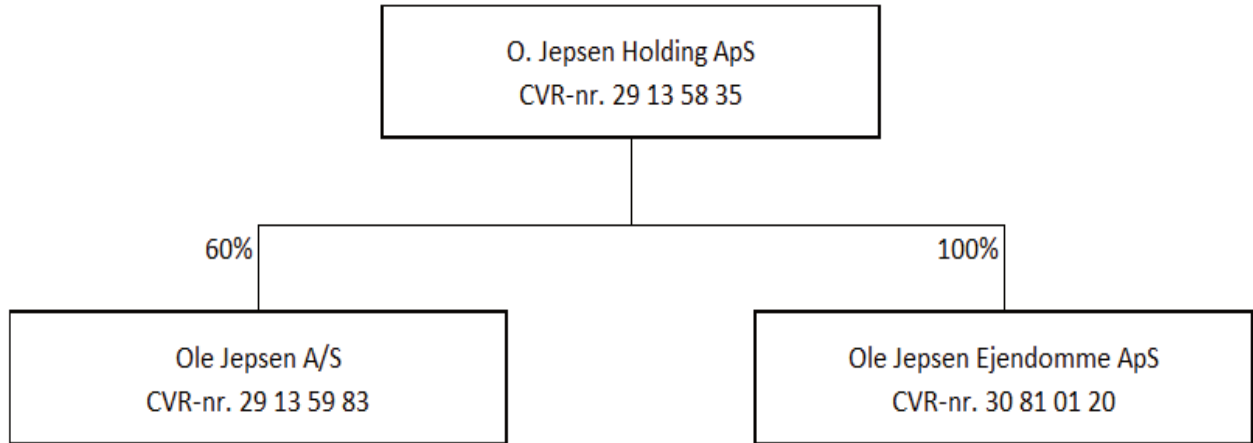 O. Jepsen Holding ApS
CVR-nr. 29 13 58 35
60%
100%
Ole Jepsen A/S
CVR-nr. 29 13 59 83
Ole Jepsen Ejendomme ApS
CVR-nr. 30 81 01 20